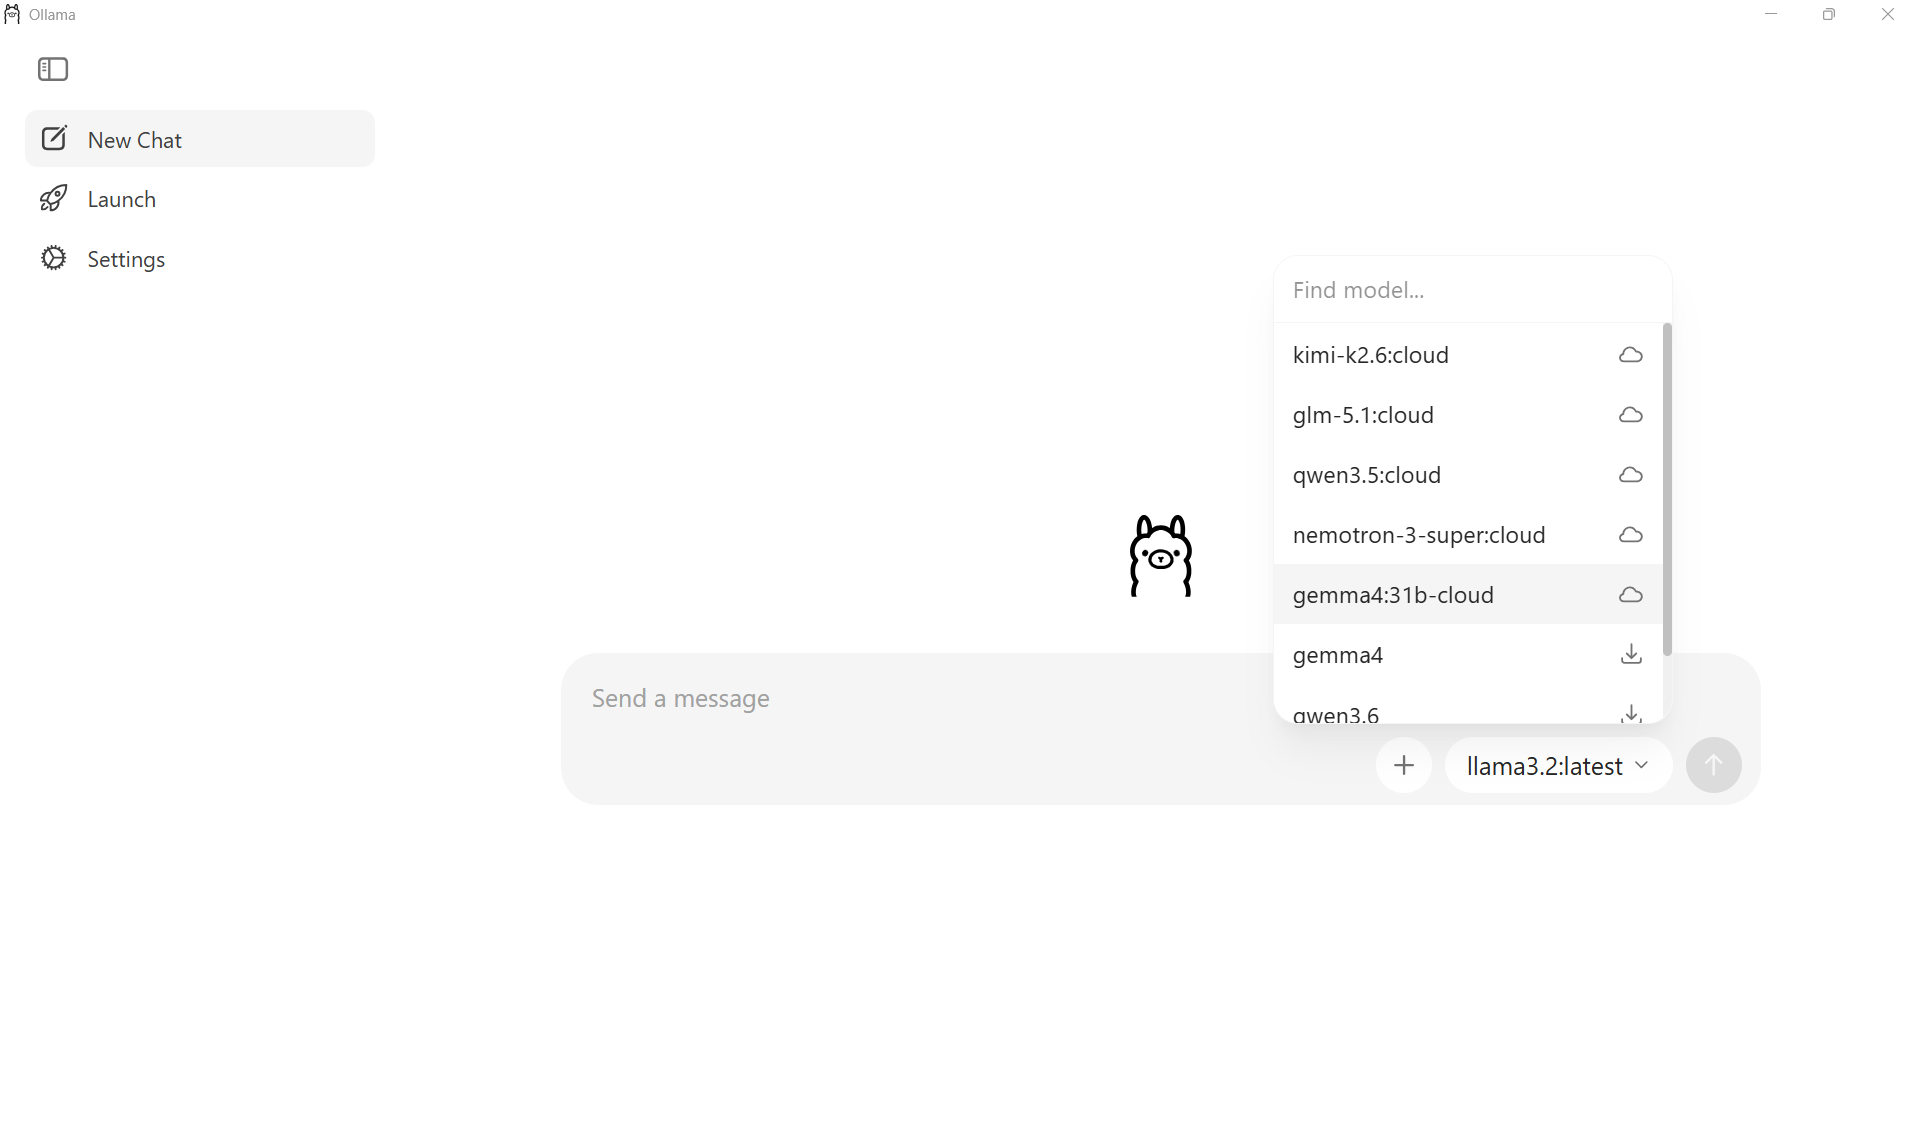 Ollama
New Chat
Launch
Settings
Find model...
kimi-k2.6:cloud
glm-5.1:cloud
qwen3.5:cloud
nemotron-3-super:cloud
gemma4:31b-cloud
gemma4
qwen3.6
Send a message
llama3.2:latest